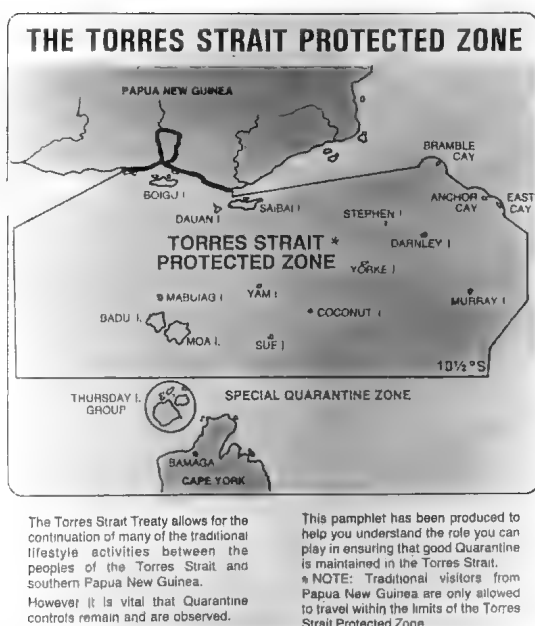 THE TORRES STRAIT PROTECTED ZONE
PAPUA NEW GUINEA
BRAMBLE
CAY
BOIGU I
DAUAN I
SAIBAI I
STEPHEN I
ANCHOR
CAY
EAST
CAY
DARNLEY I
TORRES STRAIT *
PROTECTED ZONE
YORKE I
MABUIAG I
YAM I
MURRAY I
BADU I.
COCONUT I
MOA I.
SUE I
10½°S
THURSDAY I.
GROUP
SPECIAL QUARANTINE ZONE
BAMAGA
CAPE YORK
The Torres Strait Treaty allows for the
continuation of many of the traditional
lifestyle activities between the
peoples of the Torres Strait and
southern Papua New Guinea.
However it is vital that Quarantine
controls remain and are observed.
This pamphlet has been produced to
help you understand the role you can
play in ensuring that good Quarantine
is maintained in the Torres Strait.
* NOTE: Traditional visitors from
Papua New Guinea are only allowed
to travel within the limits of the Torres
Strait Protected Zone